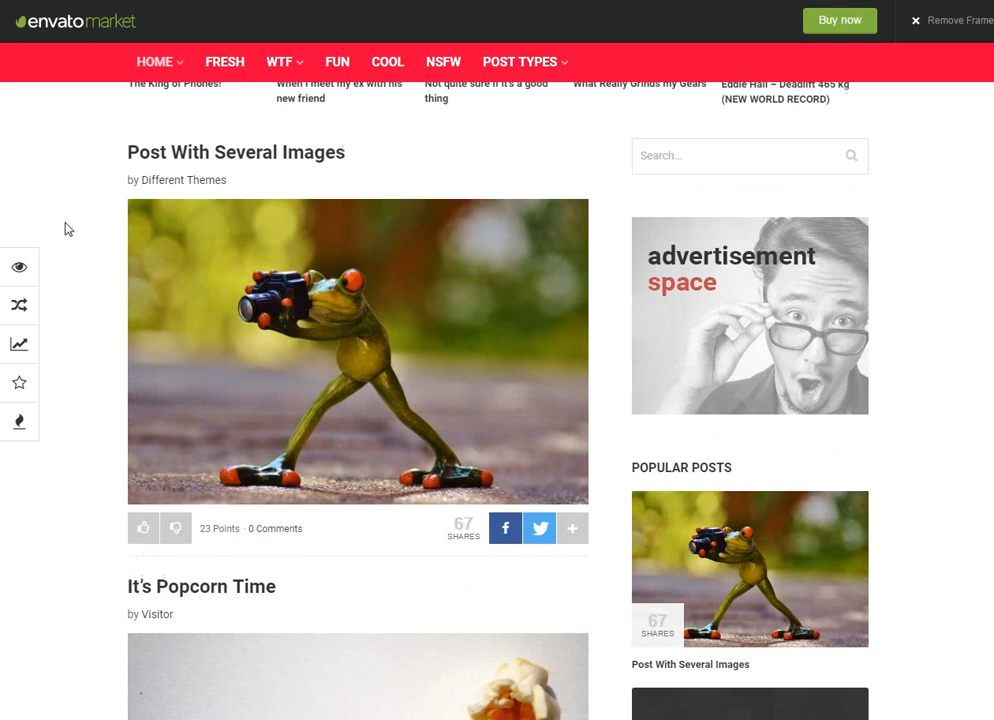 envatomarket
Buy now
Remove Frame
HOME
FRESH
WTF
FUN
COOL
NSFW
POST TYPES
The King of Phones!
When I meet my ex with his
new friend
Not quite sure if it's a good
thing
What Really Grinds my Gears
Eddie Hall – Deadlift 465 kg
(NEW WORLD RECORD)
Post With Several Images
by Different Themes
Search...
advertisement
space
23 Points · 0 Comments
67
SHARES
POPULAR POSTS
67
SHARES
Post With Several Images
It's Popcorn Time
by Visitor